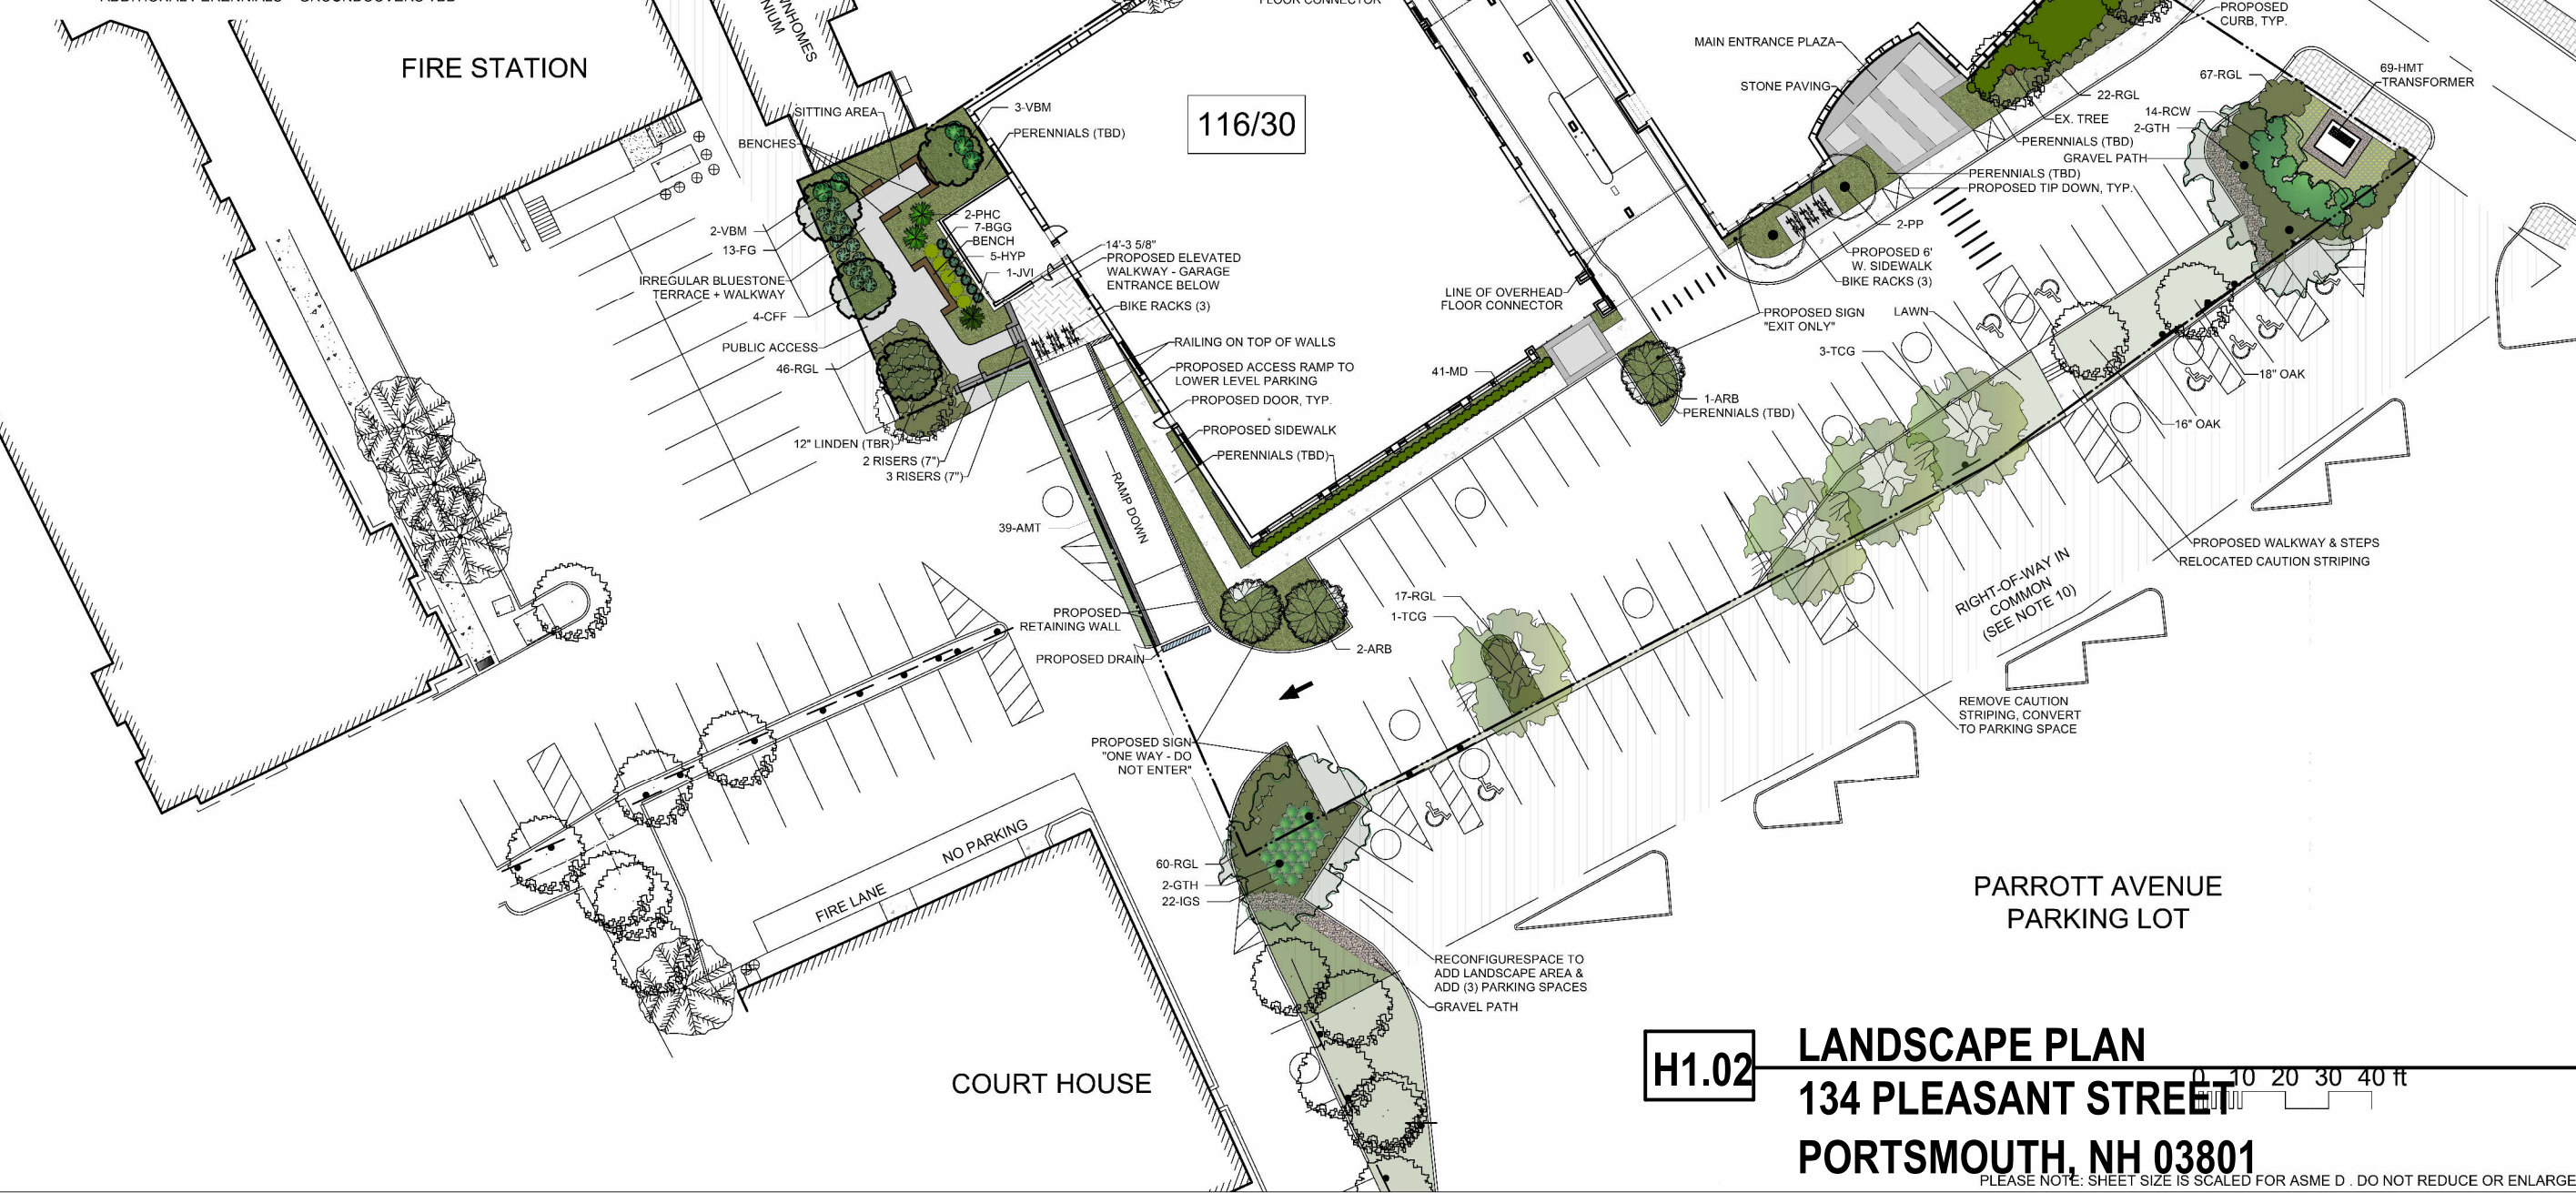 FLOOR CONNECTOR
PROPOSED
CURB, TYP.
FIRE STATION
MAIN ENTRANCE PLAZA
STONE PAVING
67-RGL
69-HMT
TRANSFORMER
14-RCW
2-GTH
GRAVEL PATH
22-RGL
EX. TREE
PERENNIALS (TBD)
PERENNIALS (TBD)
PROPOSED TIP DOWN, TYP.
2-PP
PROPOSED 6'
W. SIDEWALK
BIKE RACKS (3)
SITTING AREA
BENCHES
3-VBM
PERENNIALS (TBD)
116/30
2-VBM
13-FG
IRREGULAR BLUESTONE
TERRACE + WALKWAY
4-CFF
PUBLIC ACCESS
46-RGL
2-PHC
7-BGG
BENCH
5-HYP
1-JVI
14'-3 5/8"
PROPOSED ELEVATED
WALKWAY - GARAGE
ENTRANCE BELOW
BIKE RACKS (3)
RAILING ON TOP OF WALLS
PROPOSED ACCESS RAMP TO
LOWER LEVEL PARKING
PROPOSED DOOR, TYP.
PROPOSED SIDEWALK
PERENNIALS (TBD)
12" LINDEN (TBR)
2 RISERS (7")
3 RISERS (7")
LINE OF OVERHEAD
FLOOR CONNECTOR
41-MD
PROPOSED SIGN
"EXIT ONLY"
LAWN
3-TCG
1-ARB
PERENNIALS (TBD)
18" OAK
16" OAK
39-AMT
RAMP DOWN
PROPOSED
RETAINING WALL
PROPOSED DRAIN
2-ARB
17-RGL
1-TCG
PROPOSED WALKWAY & STEPS
RELOCATED CAUTION STRIPING
RIGHT-OF-WAY IN
COMMON
(SEE NOTE 10)
REMOVE CAUTION
STRIPING, CONVERT
TO PARKING SPACE
PROPOSED SIGN
"ONE WAY - DO
NOT ENTER"
60-RGL
2-GTH
22-IGS
FIRE LANE
NO PARKING
RECONFIGURESPACE TO
ADD LANDSCAPE AREA &
ADD (3) PARKING SPACES
GRAVEL PATH
PARROTT AVENUE
PARKING LOT
COURT HOUSE
H1.02
LANDSCAPE PLAN
134 PLEASANT STREET
0 10 20 30 40 ft
PORTSMOUTH, NH 03801
PLEASE NOTE: SHEET SIZE IS SCALED FOR ASME D . DO NOT REDUCE OR ENLARGE